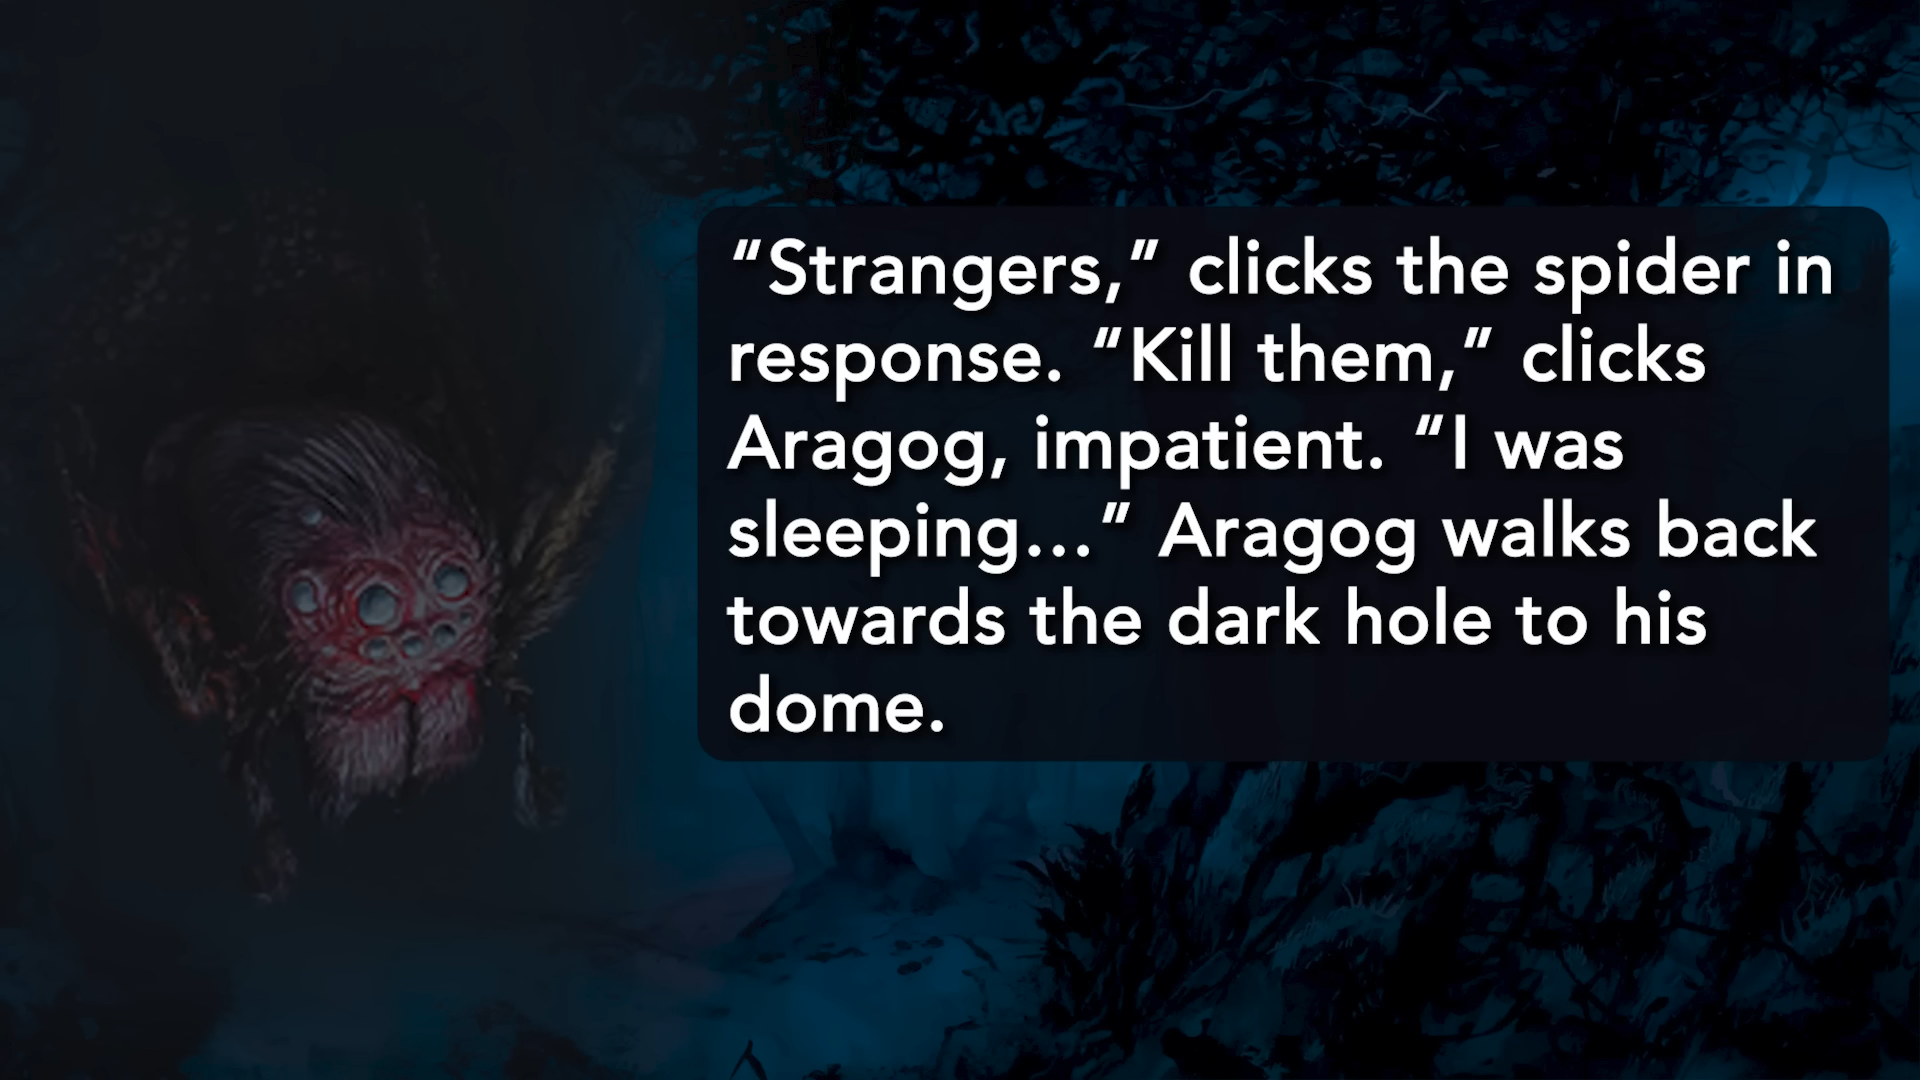 “Strangers,” clicks the spider in
response. “Kill them,” clicks
Aragog, impatient. “I was
sleeping…” Aragog walks back
towards the dark hole to his
dome.